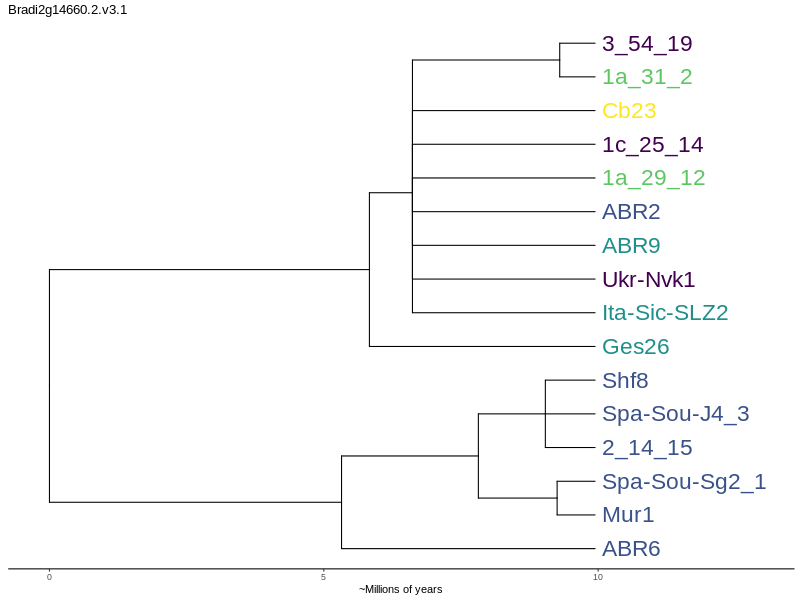 Bradi2g14660.2.v3.1
3_54_19
1a_31_2
Cb23
1c_25_14
1a_29_12
ABR2
ABR9
Ukr-Nvk1
Ita-Sic-SLZ2
Ges26
Shf8
Spa-Sou-J4_3
2_14_15
Spa-Sou-Sg2_1
Mur1
ABR6
0 5 10
~Millions of years